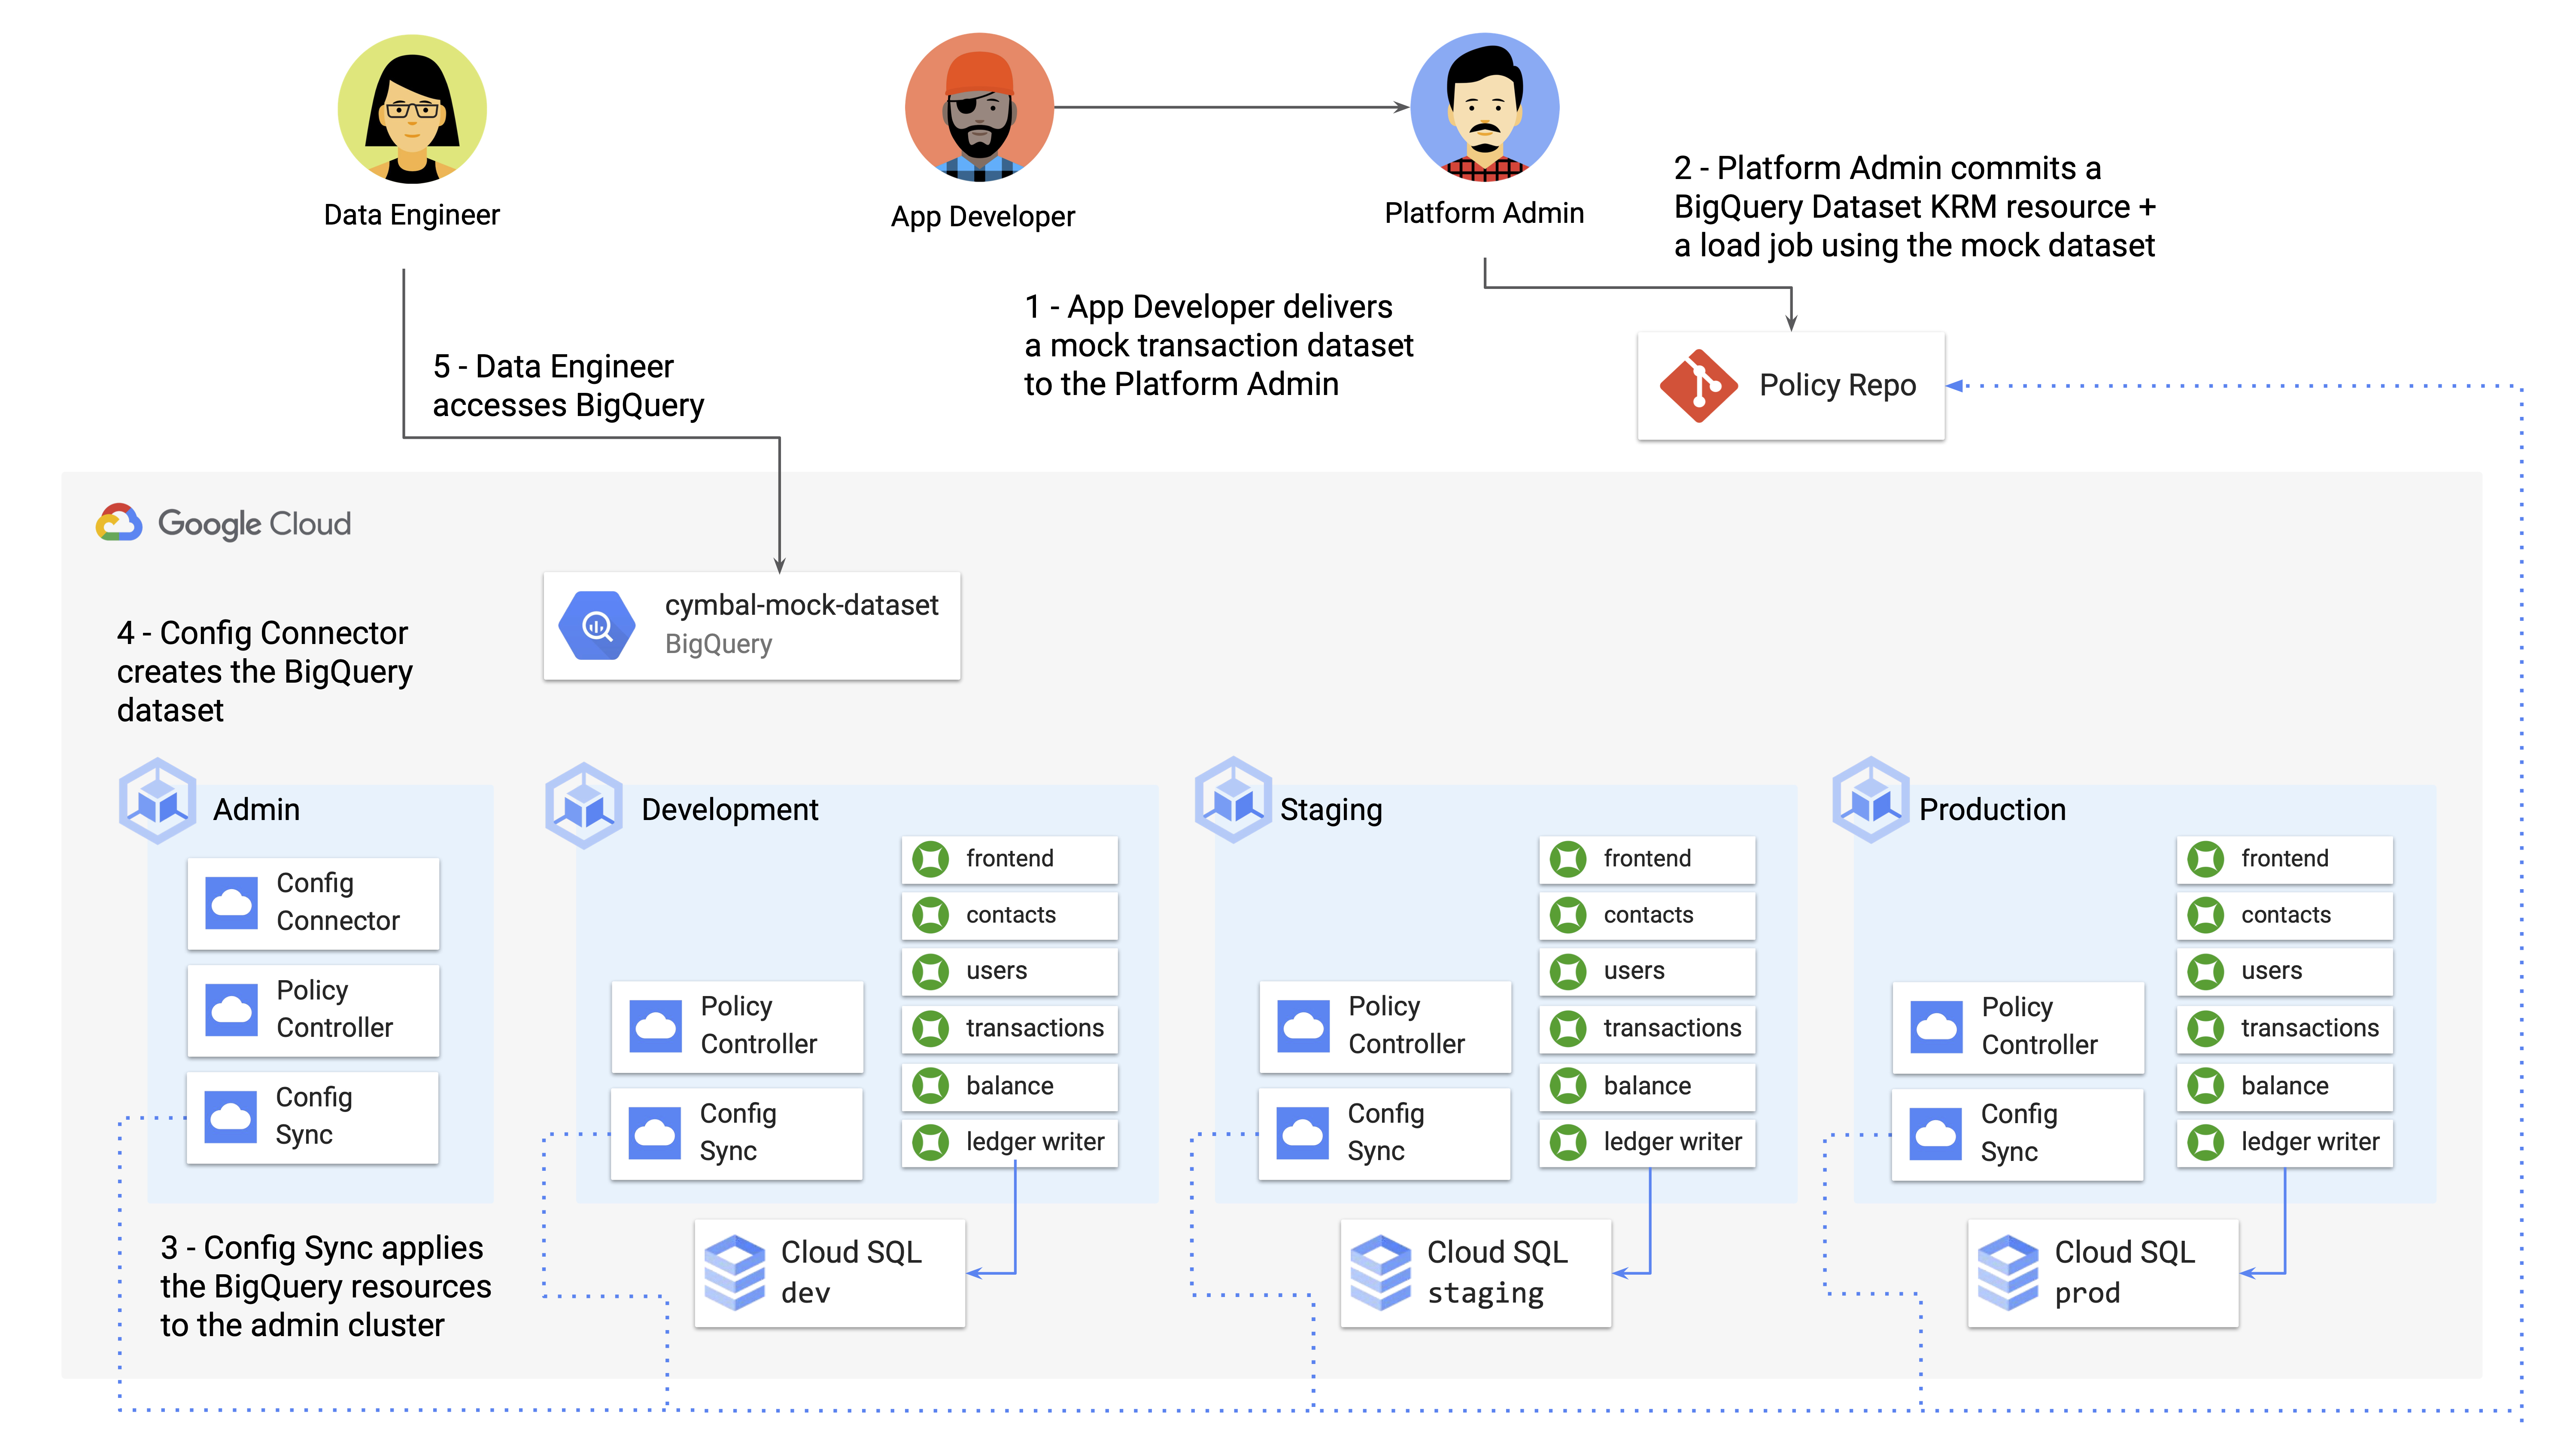 Data Engineer
App Developer
Platform Admin
2 - Platform Admin commits a
BigQuery Dataset KRM resource +
a load job using the mock dataset
1 - App Developer delivers
a mock transaction dataset
to the Platform Admin
5 - Data Engineer
accesses BigQuery
Policy Repo
Google Cloud
cymbal-mock-dataset
BigQuery
4 - Config Connector
creates the BigQuery
dataset
Admin
Config
Connector
Policy
Controller
Config
Sync
3 - Config Sync applies
the BigQuery resources
to the admin cluster
Development
frontend
contacts
users
transactions
balance
ledger writer
Policy
Controller
Config
Sync
Cloud SQL
dev
Staging
frontend
contacts
users
transactions
balance
ledger writer
Policy
Controller
Config
Sync
Cloud SQL
staging
Production
frontend
contacts
users
transactions
balance
ledger writer
Policy
Controller
Config
Sync
Cloud SQL
prod